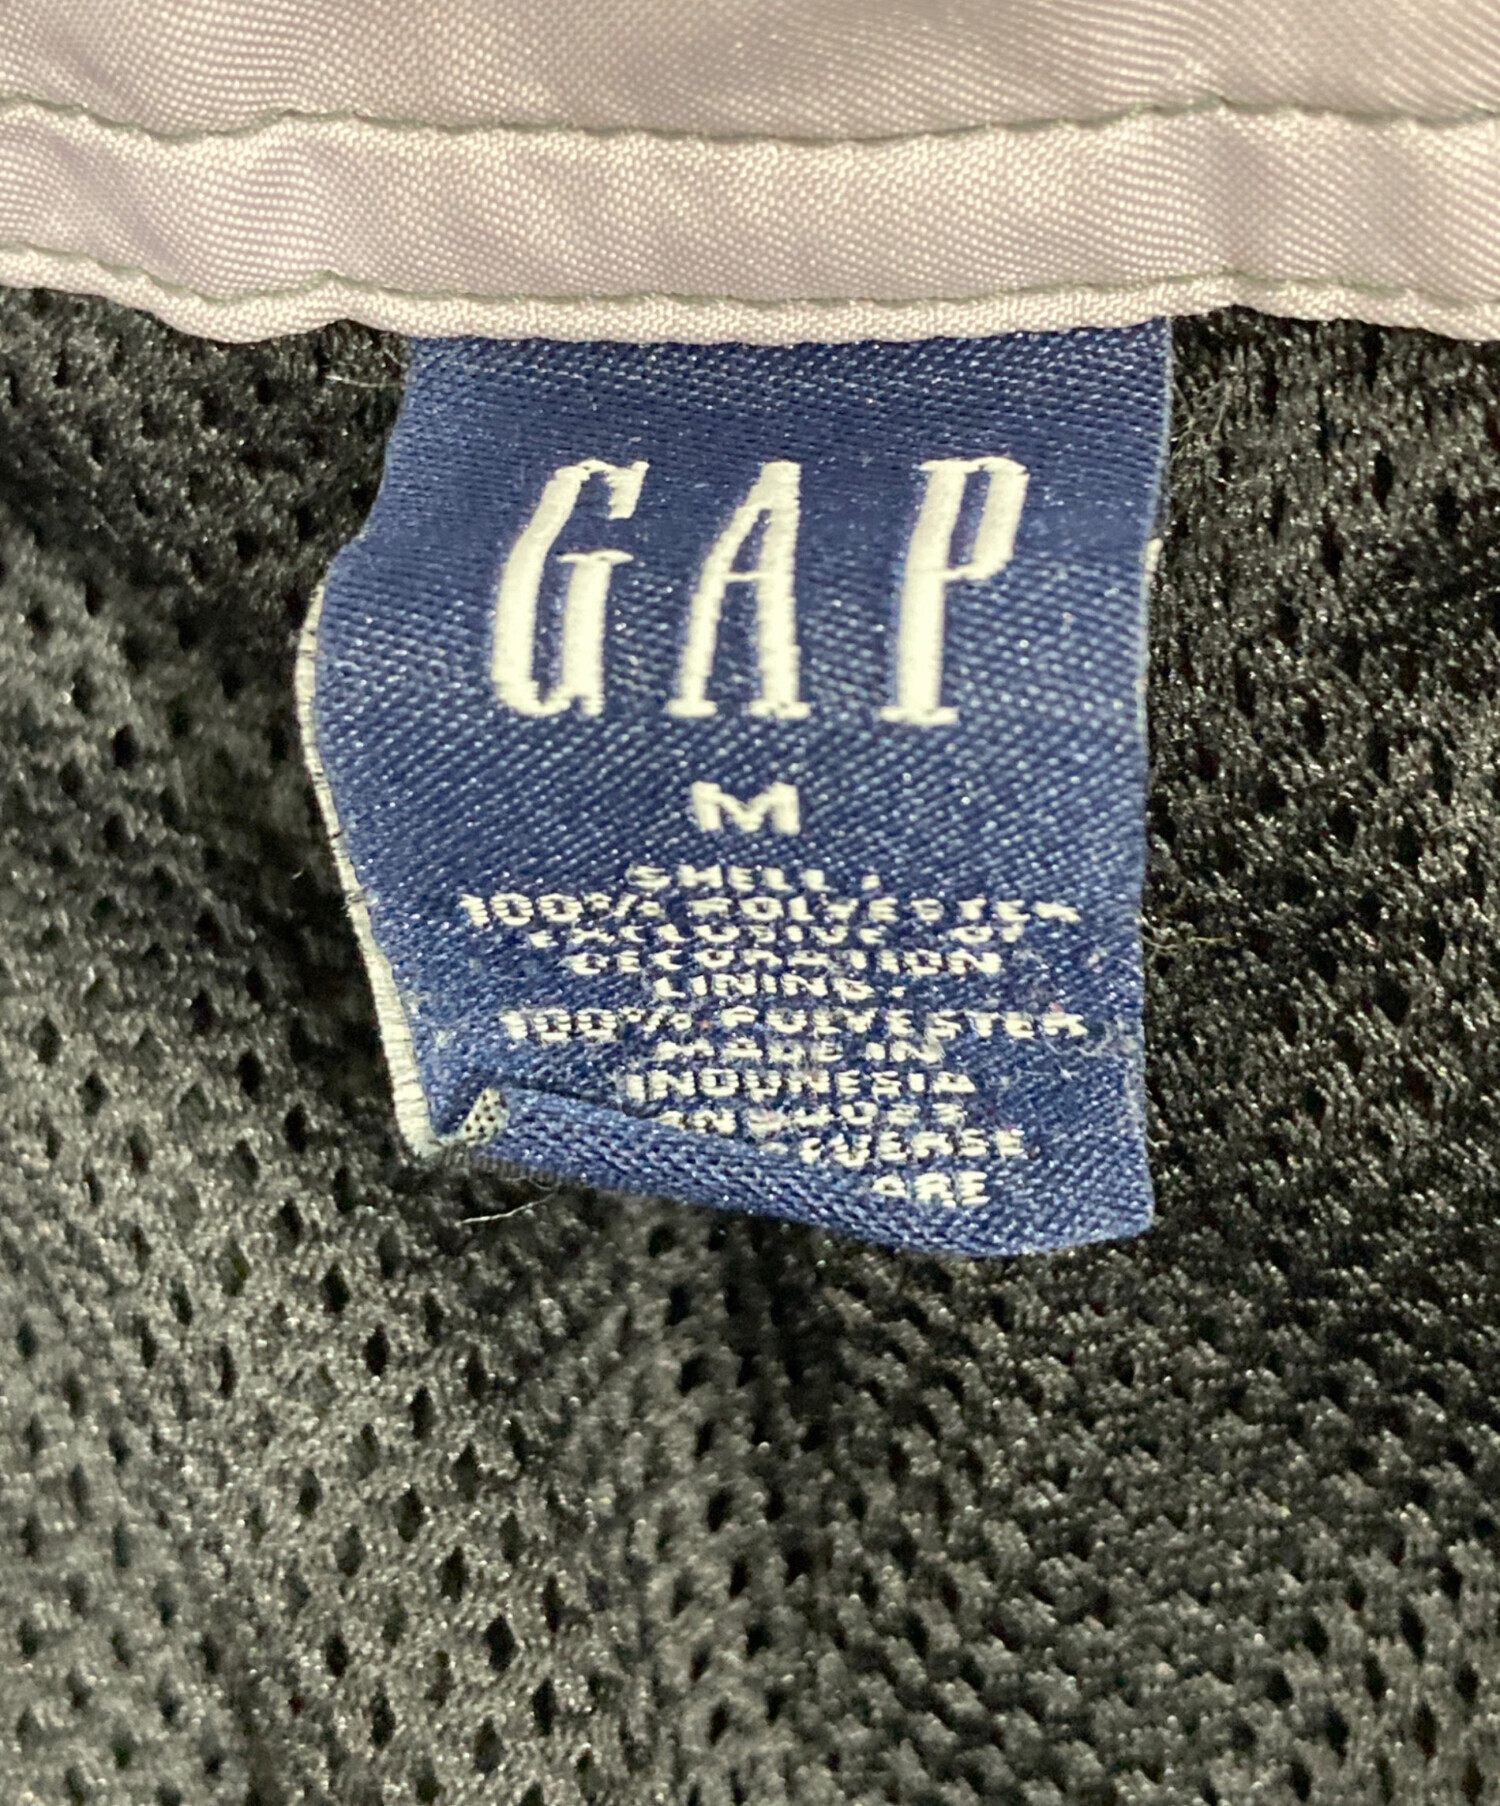 GAP
M
SHELL:
100% POLYESTER
EXCLUSIVE OF
DECORATION
LINING:
100% POLYESTER
MADE IN
INDONESIA